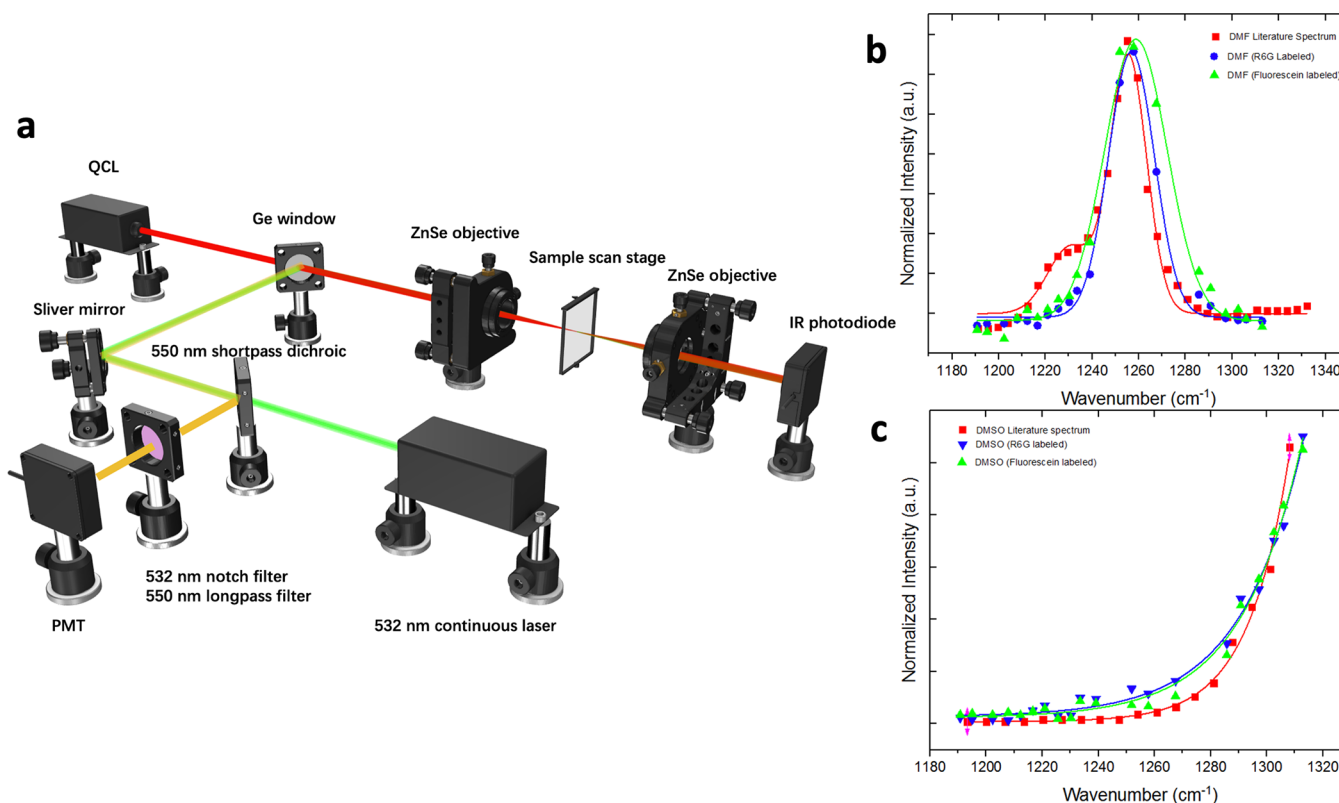 a
QCL
Ge window
ZnSe objective
Sample scan stage
ZnSe objective
IR photodiode
Sliver mirror
550 nm shortpass dichroic
532 nm notch filter
550 nm longpass filter
PMT
532 nm continuous laser
b
DMF Literature Spectrum
DMF (R6G Labeled)
DMF (Fluorescein labeled)
Normalized Intensity (a.u.)
1180 1200 1220 1240 1260 1280 1300 1320 1340
Wavenumber (cm⁻¹)
c
DMSO Literature spectrum
DMSO (R6G labeled)
DMSO (Fluorescein labeled)
Normalized Intensity (a.u.)
1180 1200 1220 1240 1260 1280 1300 1320
Wavenumber (cm⁻¹)